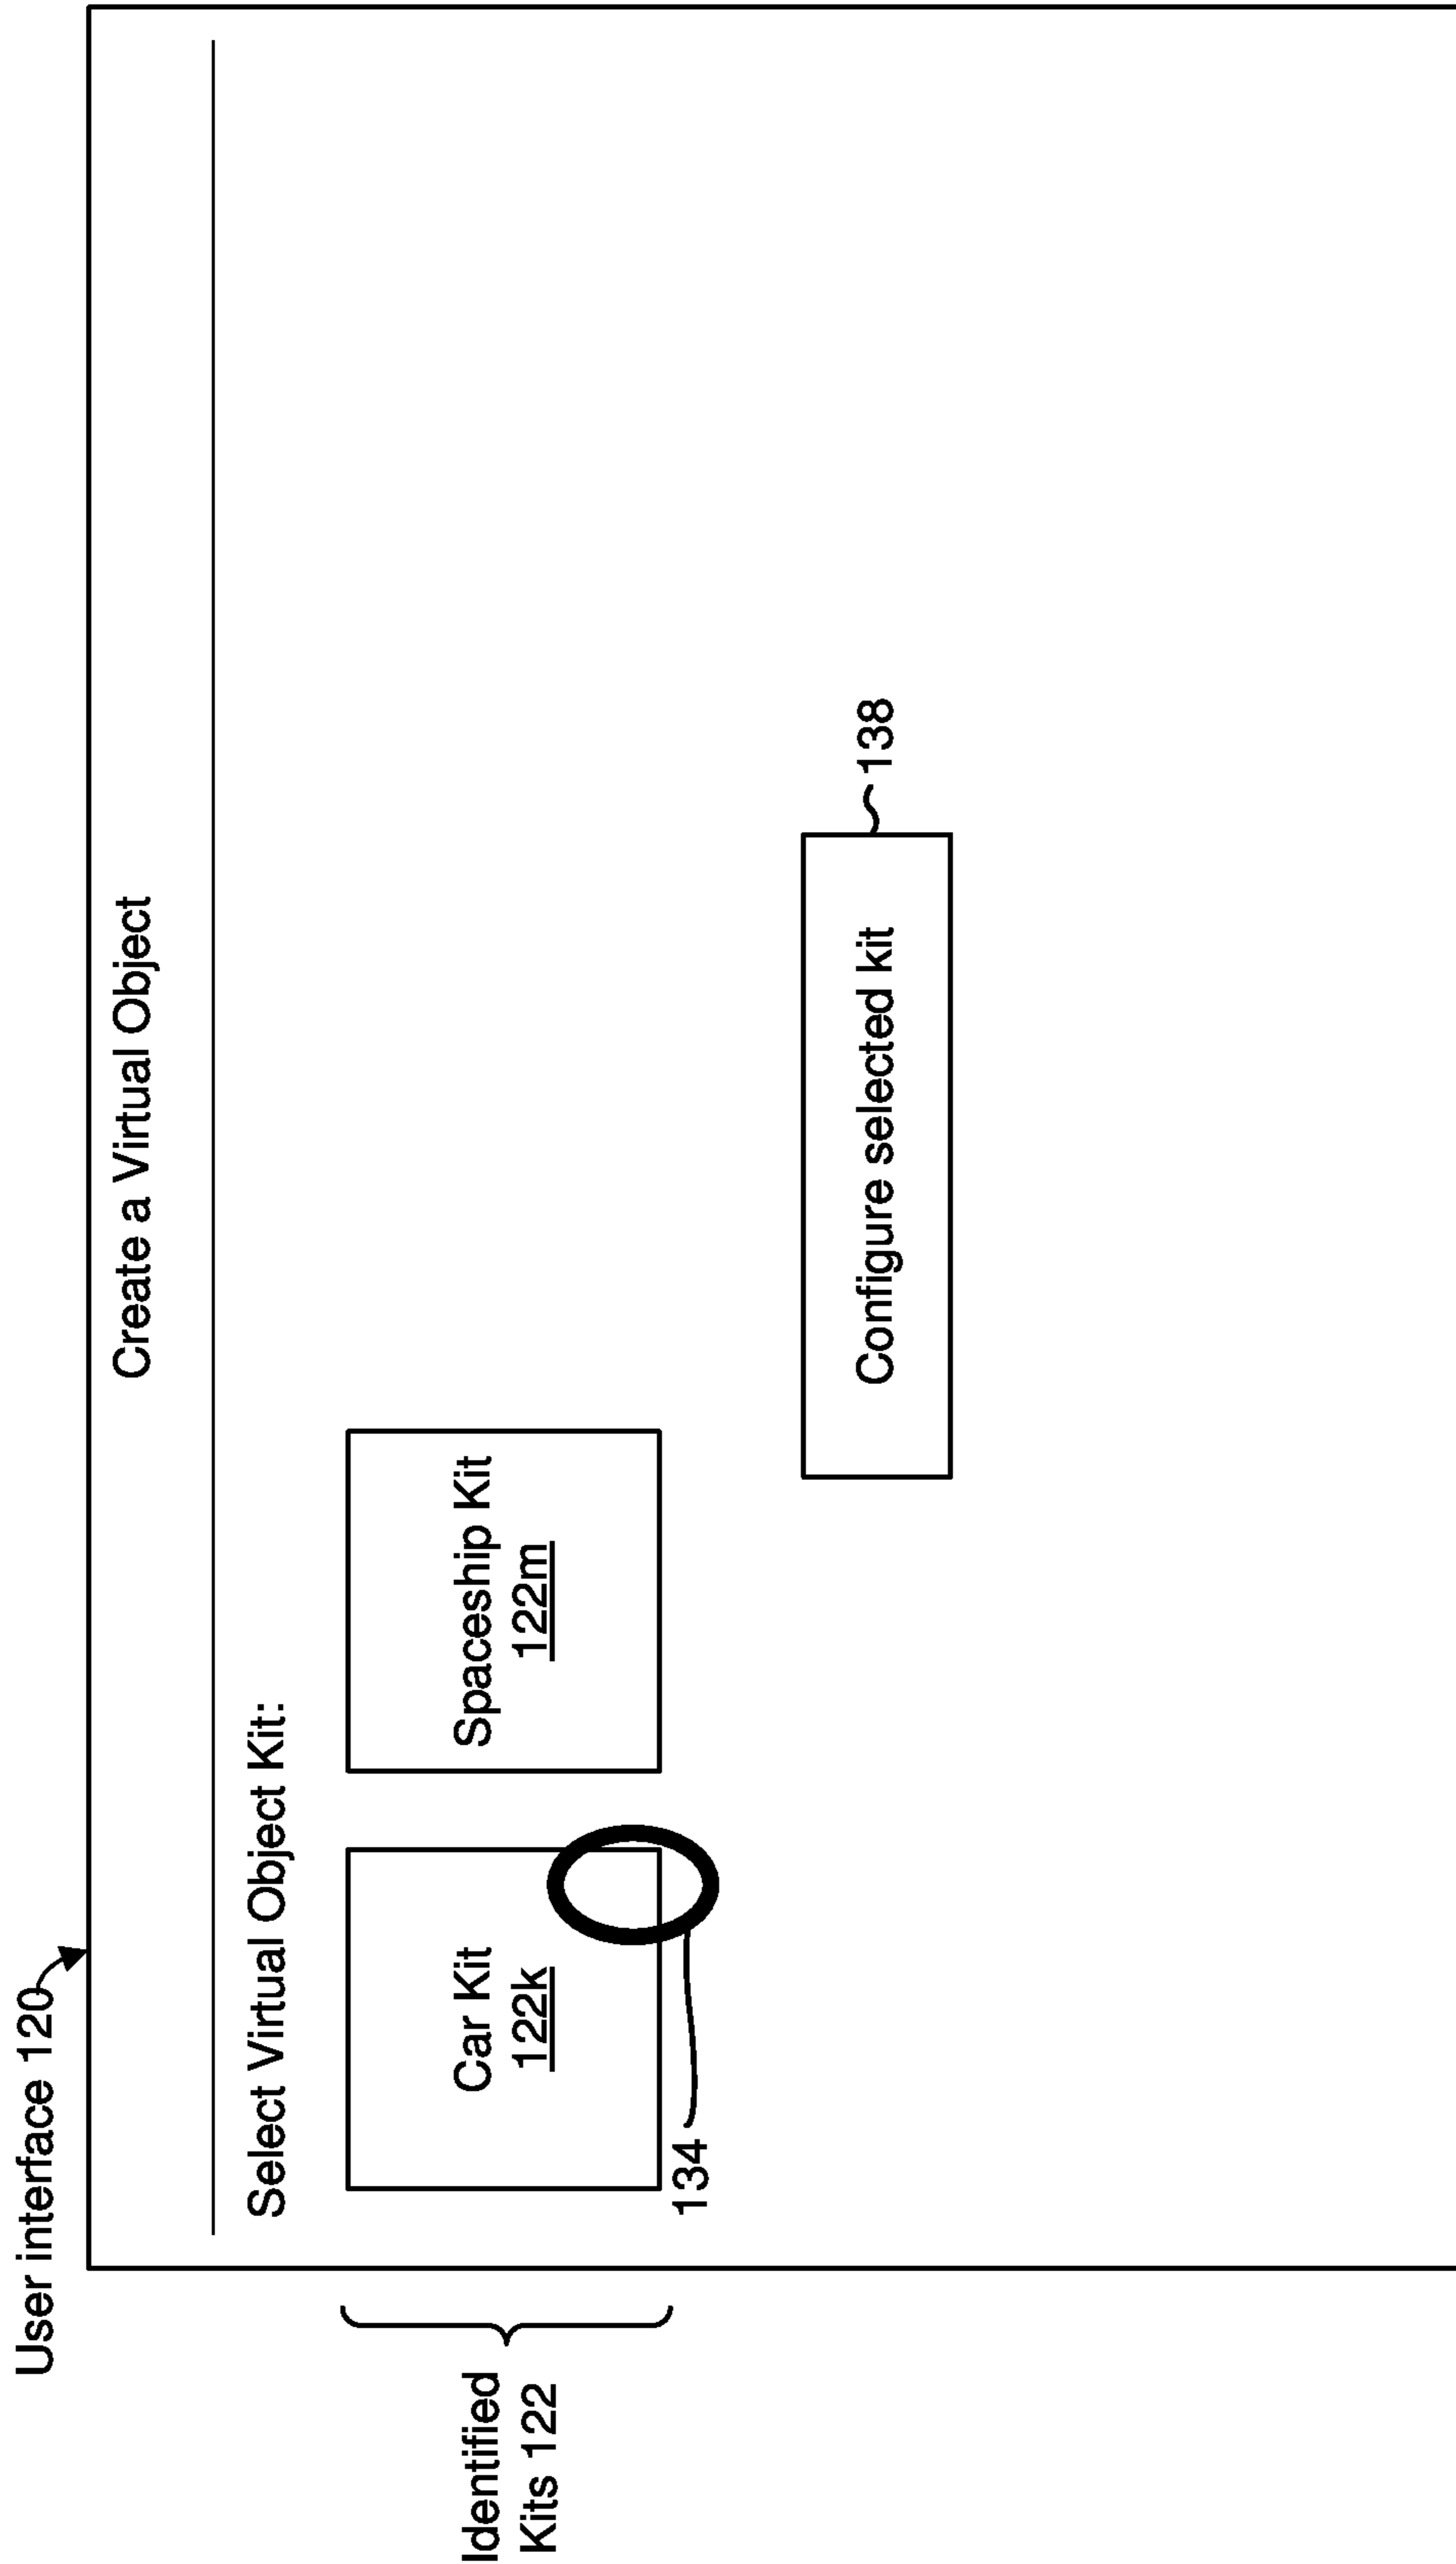 User interface 120
Create a Virtual Object
Select Virtual Object Kit:
Identified
Kits 122
Car Kit
122k
Spaceship Kit
122m
134
Configure selected kit
138